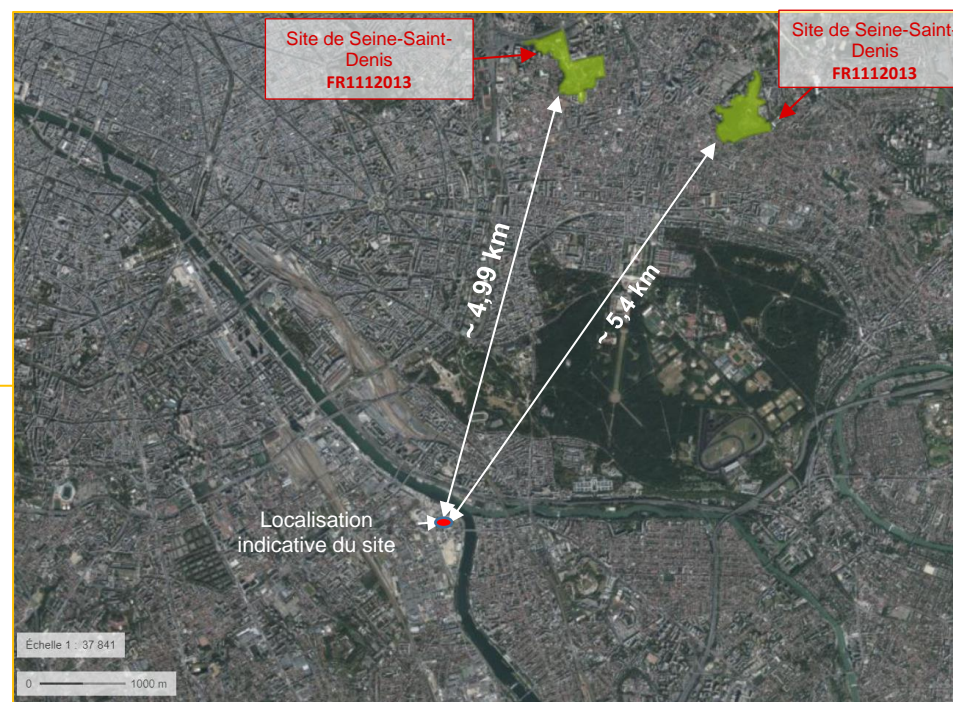 Site de Seine-Saint-
Denis
FR1112013
Site de Seine-Saint-
Denis
FR1112013
~ 4,99 km
~ 5,4 km
Localisation
indicative du site
Échelle 1 : 37 841
0 1000 m